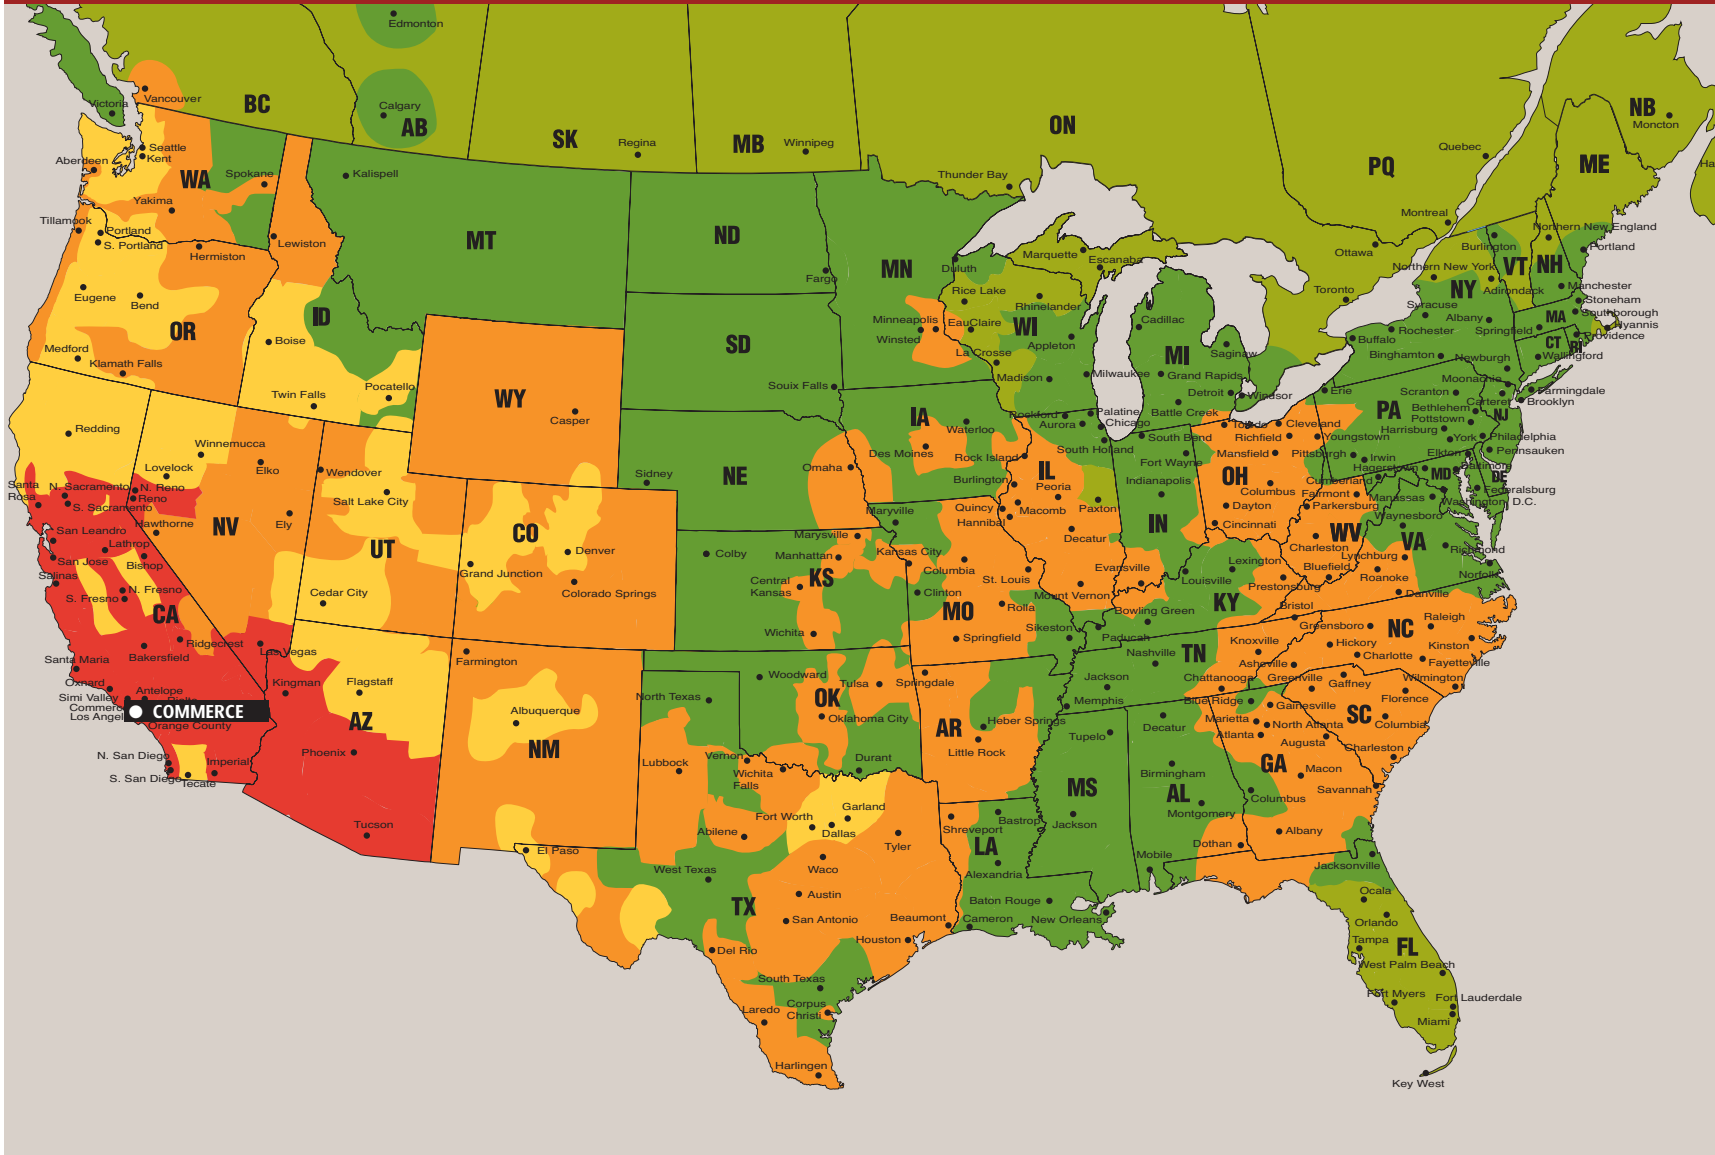 Edmonton
Vancouver
Victoria
BC
Calgary
AB
SK
Regina
MB
Winnipeg
ON
Thunder Bay
PQ
Quebec
Montreal
Ottawa
Toronto
NB
Moncton
Ha
ME
Seattle
Kent
Aberdeen
WA
Spokane
Yakima
Tillamook
Portland
S. Portland
Hermiston
Lewiston
Eugene
Bend
OR
Medford
Klamath Falls
ID
Boise
Twin Falls
Pocatello
Kalispell
MT
ND
Fargo
SD
Souix Falls
WY
Casper
MN
Duluth
Minneapolis
Winsted
Marquette
Escanaba
Rice Lake
Rhinelander
EauClaire
WI
La Crosse
Appleton
Madison
Milwaukee
Cadillac
MI
Saginaw
Grand Rapids
Detroit
Windsor
Battle Creek
Northern New England
Burlington
Portland
Northern New York
VT
NH
NY
Adirondack
Manchester
Stoneham
Southborough
Hyannis
Syracuse
Albany
MA
Springfield
Rochester
Providence
CT
RI
Buffalo
Wallingford
Binghamton
Newburgh
Moonachie
Erie
Scranton
Farmingdale
Carteret
Brooklyn
PA
Bethlehem
Pottstown
NJ
Harrisburg
York
Philadelphia
Pennsauken
Pittsburgh
Irwin
Elkton
Hagerstown
MD
Baltimore
DE
Cumberland
Federalsburg
Manassas
Washington, D.C.
Redding
Winnemucca
Elko
Lovelock
Wendover
Salt Lake City
Santa
Rosa
N. Sacramento
S. Sacramento
N. Reno
Reno
Hawthorne
Ely
NV
San Leandro
Lathrop
San Jose
Bishop
Salinas
N. Fresno
S. Fresno
CA
Ridgecrest
Bakersfield
Las Vegas
Santa Maria
Oxnard
Antelope
Simi Valley
Los Angel
COMMERCE
Orange County
N. San Diego
S. San Diego
Imperial
Tecate
UT
Cedar City
CO
Denver
Grand Junction
Colorado Springs
Kingman
Flagstaff
AZ
Phoenix
Tucson
Farmington
Albuquerque
NM
El Paso
Sidney
NE
Omaha
IA
Waterloo
Des Moines
Rock Island
Burlington
Rockford
Palatine
Aurora
Chicago
South Holland
South Bend
Fort Wayne
Indianapolis
IN
IL
Peoria
Macomb
Paxton
Quincy
Hannibal
Decatur
Evansville
Mount Vernon
Toledo
Cleveland
Richfield
Youngstown
Mansfield
OH
Columbus
Dayton
Cincinnati
Fairmont
Parkersburg
WV
Charleston
Bluefield
Waynesboro
VA
Richmond
Lynchburg
Roanoke
Norfolk
Danville
Colby
Marysville
Manhattan
Central
Kansas
KS
Wichita
Maryville
Kansas City
Columbia
St. Louis
Clinton
MO
Rolla
Springfield
Sikeston
Louisville
Lexington
Prestonsburg
KY
Bowling Green
Paducah
Bristol
Nashville
TN
Knoxville
Jackson
Memphis
Chattanooga
Greensboro
Raleigh
NC
Hickory
Charlotte
Kinston
Fayetteville
Asheville
Wilmington
Greenville
Gaffney
Florence
SC
Columbia
Charleston
North Texas
Woodward
Tulsa
OK
Oklahoma City
Durant
Springdale
AR
Heber Springs
Little Rock
Lubbock
Vernon
Wichita
Falls
Abilene
Fort Worth
Garland
Dallas
Tyler
Waco
West Texas
TX
Austin
San Antonio
Del Rio
Beaumont
Houston
South Texas
Corpus
Christi
Laredo
Harlingen
Shreveport
Bastrop
LA
Alexandria
Baton Rouge
Cameron
New Orleans
Tupelo
MS
Jackson
Decatur
Birmingham
AL
Montgomery
Mobile
Dothan
Blue Ridge
Gainesville
Marietta
North Atlanta
Atlanta
Augusta
GA
Macon
Columbus
Savannah
Albany
Jacksonville
Ocala
Orlando
Tampa
FL
West Palm Beach
Fort Myers
Fort Lauderdale
Miami
Key West